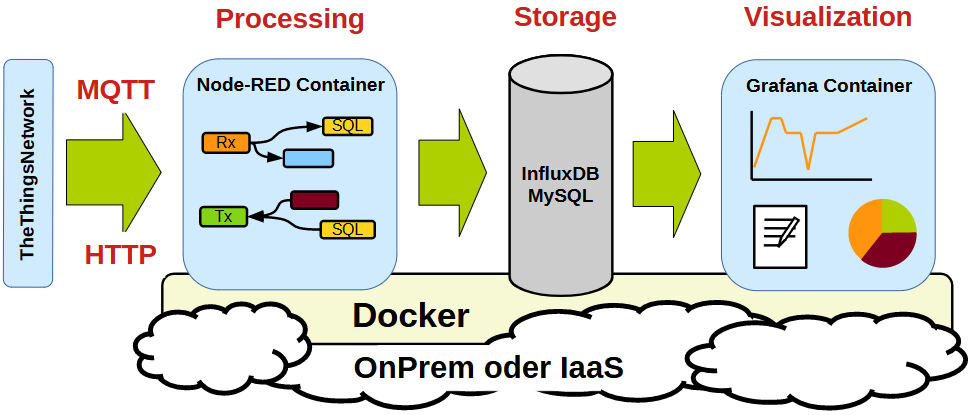 Processing
Storage
Visualization
TheThingsNetwork
MQTT
HTTP
Node-RED Container
Rx
SQL
Tx
SQL
InfluxDB
MySQL
Grafana Container
Docker
OnPrem oder IaaS